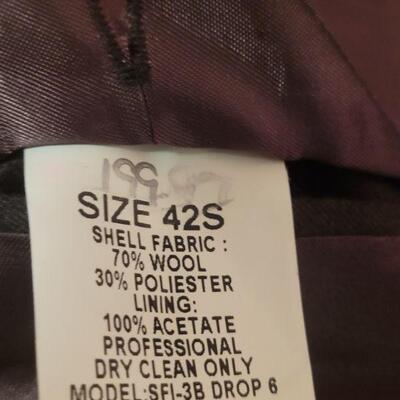 SIZE 42S
SHELL FABRIC :
70% WOOL
30% POLIESTER
LINING:
100% ACETATE
PROFESSIONAL
DRY CLEAN ONLY
MODEL:SFI-3B DROP 6